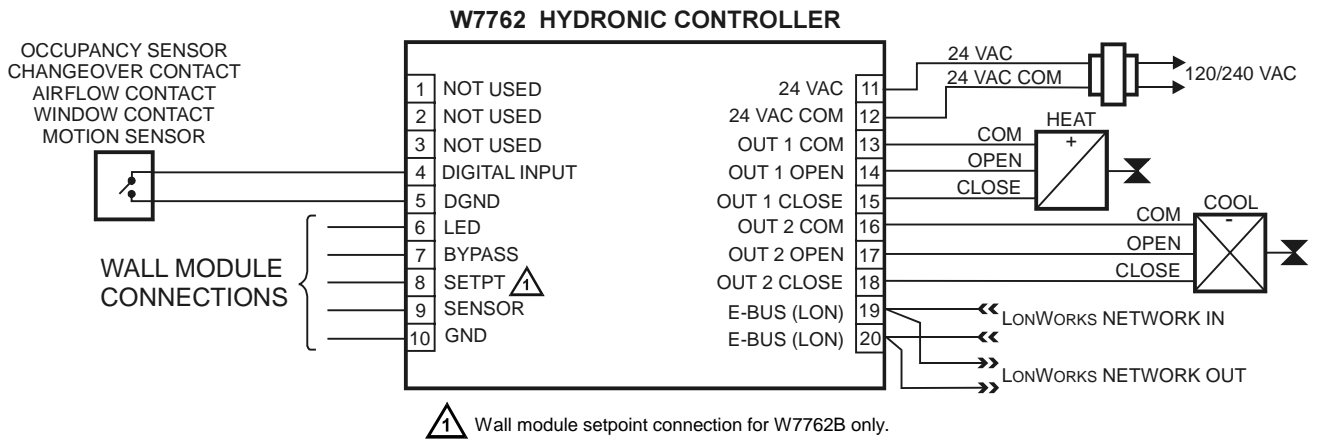 W7762 HYDRONIC CONTROLLER
OCCUPANCY SENSOR
CHANGEOVER CONTACT
AIRFLOW CONTACT
WINDOW CONTACT
MOTION SENSOR
1 NOT USED
2 NOT USED
3 NOT USED
4 DIGITAL INPUT
5 DGND
6 LED
7 BYPASS
8 SETPT 1
9 SENSOR
10 GND
WALL MODULE
CONNECTIONS
24 VAC 11
24 VAC COM 12
OUT 1 COM 13
OUT 1 OPEN 14
OUT 1 CLOSE 15
OUT 2 COM 16
OUT 2 OPEN 17
OUT 2 CLOSE 18
E-BUS (LON) 19
E-BUS (LON) 20
24 VAC
24 VAC COM
120/240 VAC
HEAT
COM
+
OPEN
CLOSE
COOL
COM
-
OPEN
CLOSE
LONWORKS NETWORK IN
LONWORKS NETWORK OUT
1 Wall module setpoint connection for W7762B only.